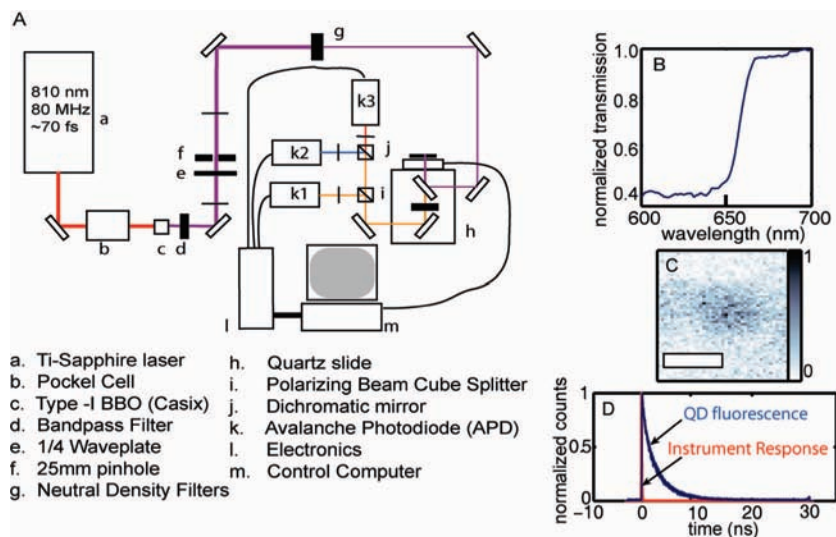 A
810 nm
80 MHz
~70 fs
a
b
c
d
e
f
g
k3
k2
k1
j
i
h
l
m
a. Ti-Sapphire laser
b. Pockel Cell
c. Type -I BBO (Casix)
d. Bandpass Filter
e. 1/4 Waveplate
f. 25mm pinhole
g. Neutral Density Filters
h. Quartz slide
i. Polarizing Beam Cube Splitter
j. Dichromatic mirror
k. Avalanche Photodiode (APD)
l. Electronics
m. Control Computer
B
normalized transmission
1.0
0.8
0.6
0.4
600
650
700
wavelength (nm)
C
1
0
D
normalized counts
1
0.5
0
QD fluorescence
Instrument Response
−10
0
10
20
30
time (ns)